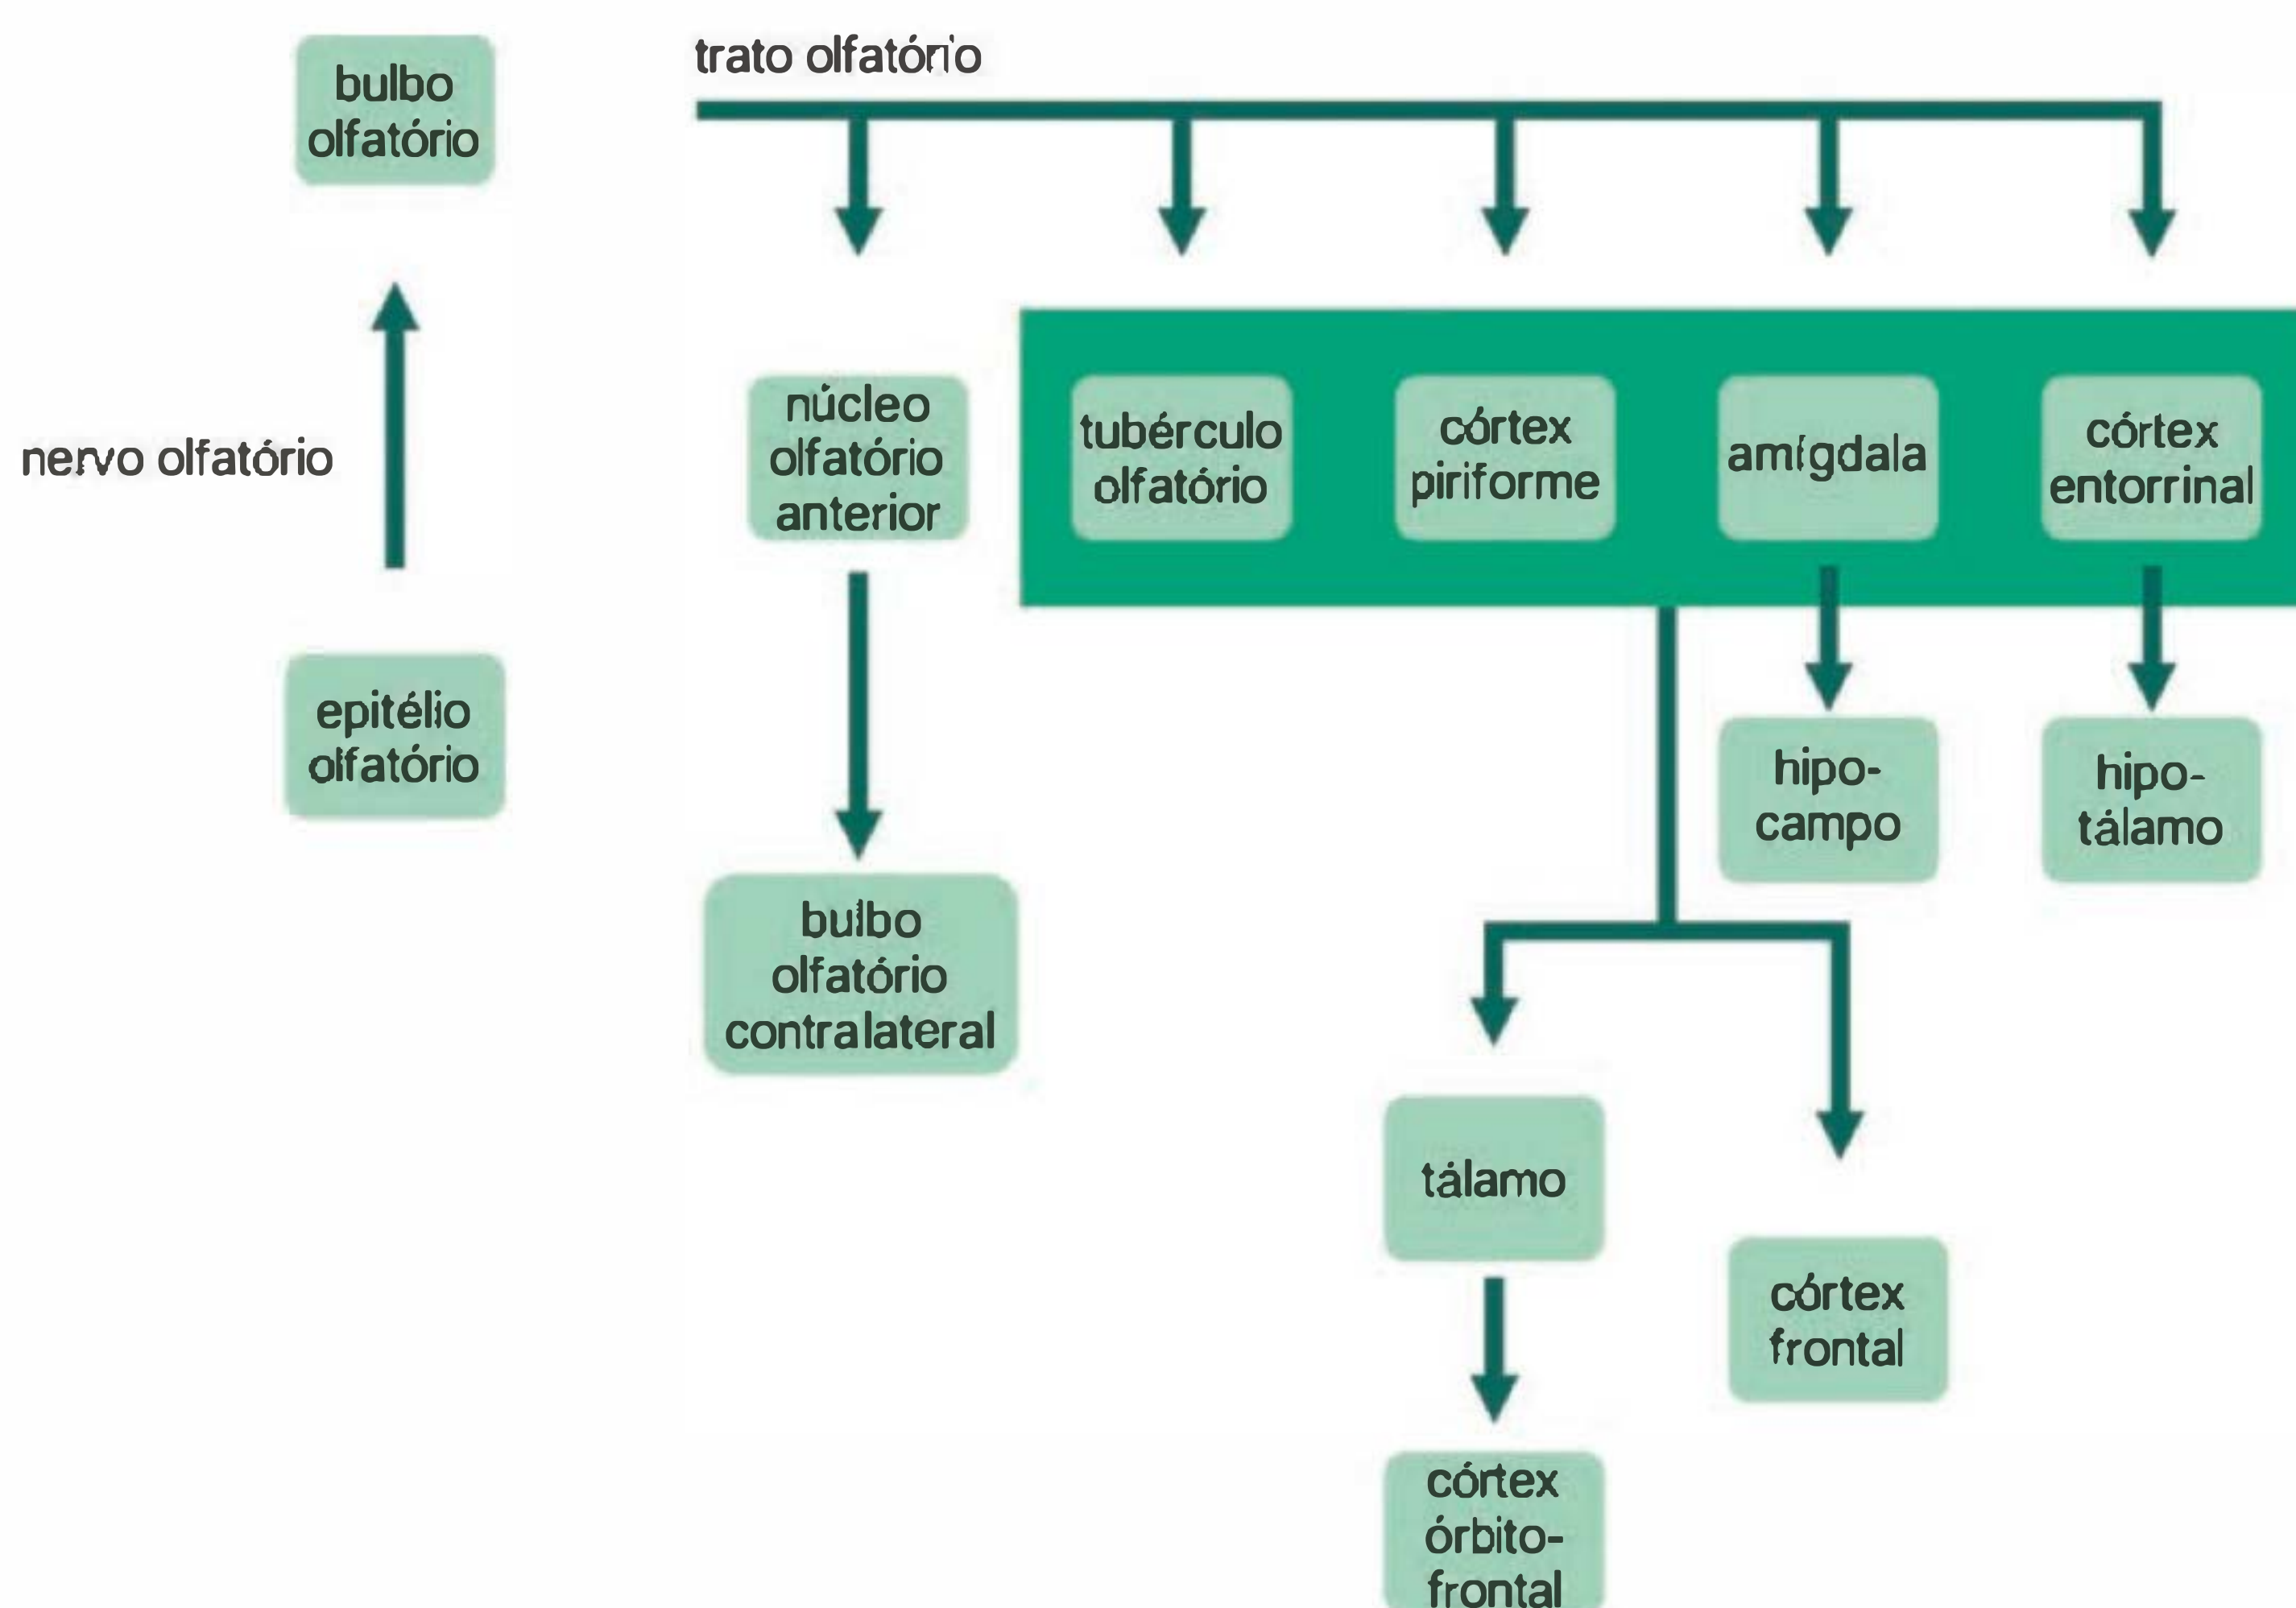 bulbo
olfatório
trato olfatório
nervo olfatório
epitélio
olfatório
núcleo
olfatório
anterior
tubérculo
olfatório
córtex
piriforme
amígdala
córtex
entorrinal
bulbo
olfatório
contralateral
hipo-
campo
hipo-
tálamo
tálamo
córtex
frontal
córtex
órbito-
frontal